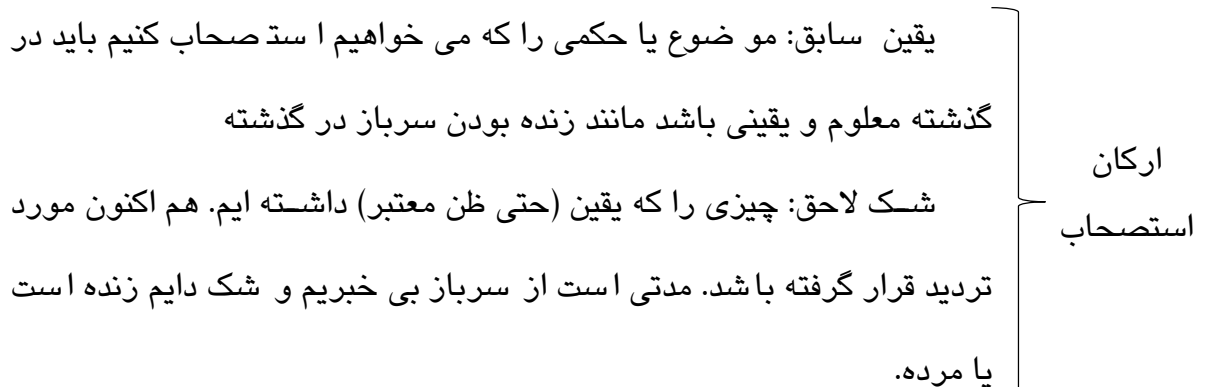 ارکان
استصحاب
یقین سابق: موضوع یا حکمی را که می خواهیم استصحاب کنیم باید در
گذشته معلوم و یقینی باشد مانند زنده بودن سرباز در گذشته
شک لاحق: چیزی را که یقین (حتی ظن معتبر) داشته ایم. هم اکنون مورد
تردید قرار گرفته باشد. مدتی است از سرباز بی خبریم و شک دایم زنده است
یا مرده.